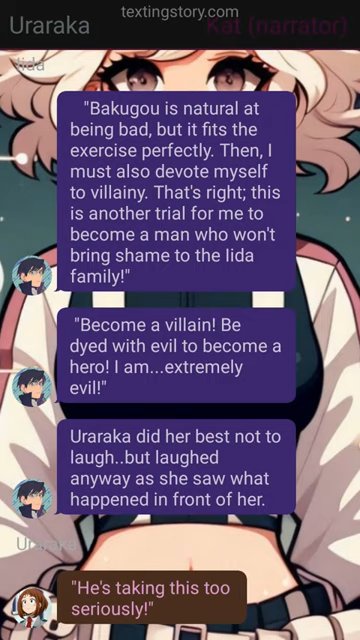 textingstory.com
Uraraka Kat (narrator)
Iida
"Bakugou is natural at
being bad, but it fits the
exercise perfectly. Then, I
must also devote myself
to villainy. That's right; this
is another trial for me to
become a man who won't
bring shame to the Iida
family!"
"Become a villain! Be
dyed with evil to become a
hero! I am...extremely
evil!"
Uraraka did her best not to
laugh..but laughed
anyway as she saw what
happened in front of her.
Uraraka
"He's taking this too
seriously!"